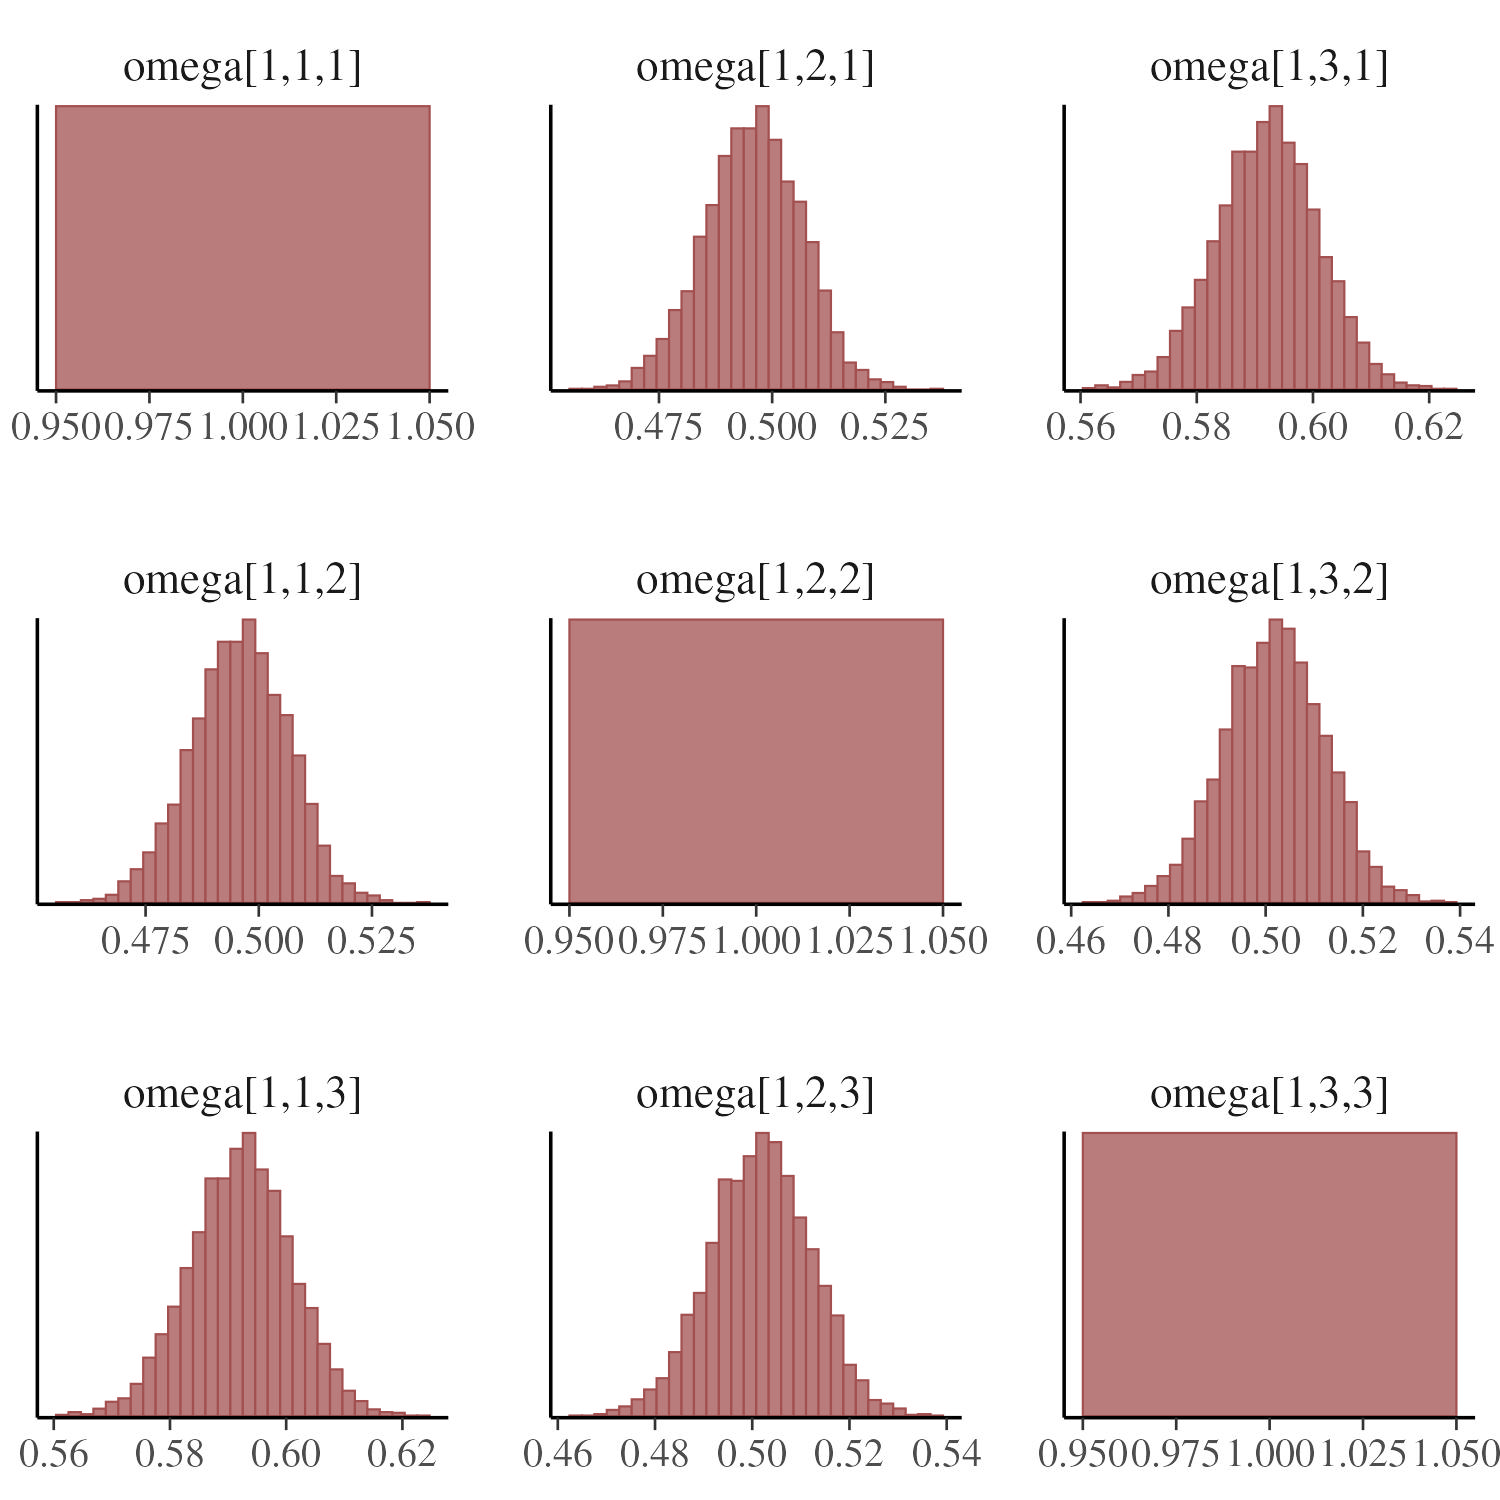 omega[1,1,1] omega[1,2,1] omega[1,3,1]
0.950 0.975 1.000 1.025 1.050 0.475 0.500 0.525 0.56 0.58 0.60 0.62
omega[1,1,2] omega[1,2,2] omega[1,3,2]
0.475 0.500 0.525 0.950 0.975 1.000 1.025 1.050 0.46 0.48 0.50 0.52 0.54
omega[1,1,3] omega[1,2,3] omega[1,3,3]
0.56 0.58 0.60 0.62 0.46 0.48 0.50 0.52 0.54 0.950 0.975 1.000 1.025 1.050